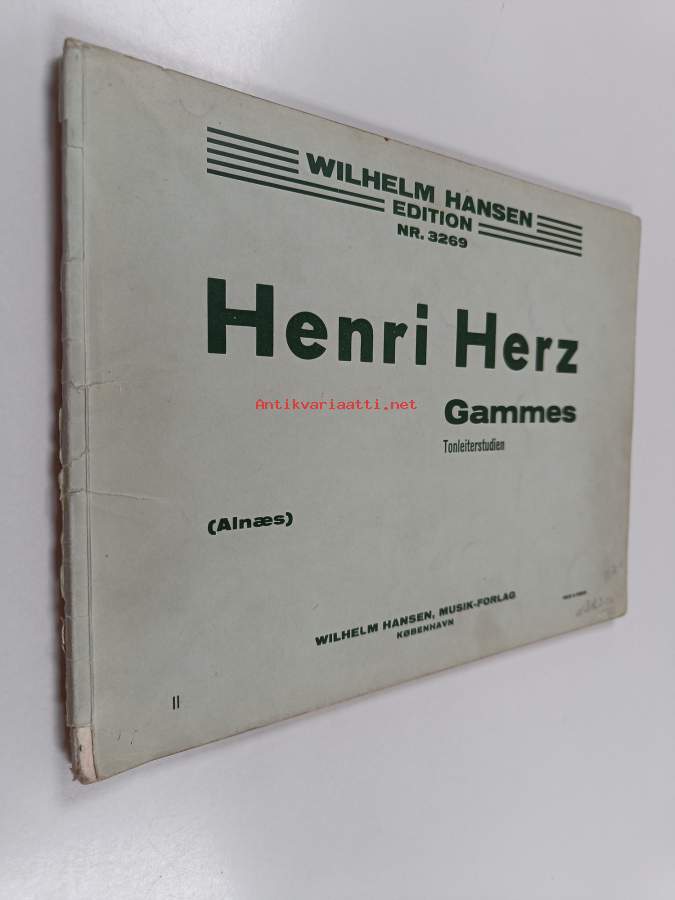 WILHELM HANSEN
EDITION
NR. 3269
Henri Herz
Antikvariaatti.net
Gammes
Tonleiterstudien
(Alnæs)
WILHELM HANSEN, MUSIK-FORLAG
KØBENHAVN
II